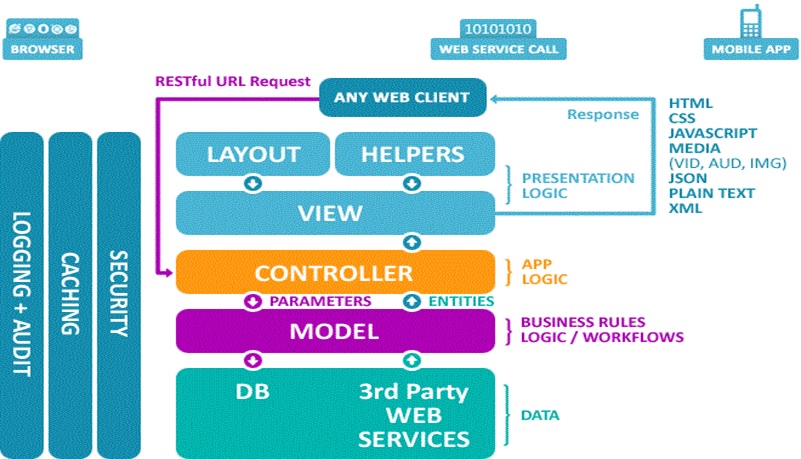 BROWSER
10101010
WEB SERVICE CALL
MOBILE APP
RESTful URL Request
ANY WEB CLIENT
Response
HTML
CSS
JAVASCRIPT
MEDIA
(VID, AUD, IMG)
JSON
PLAIN TEXT
XML
LOGGING + AUDIT
CACHING
SECURITY
LAYOUT
HELPERS
PRESENTATION
LOGIC
VIEW
CONTROLLER
APP
LOGIC
PARAMETERS
ENTITIES
MODEL
BUSINESS RULES
LOGIC / WORKFLOWS
DB
3rd Party
WEB
SERVICES
DATA